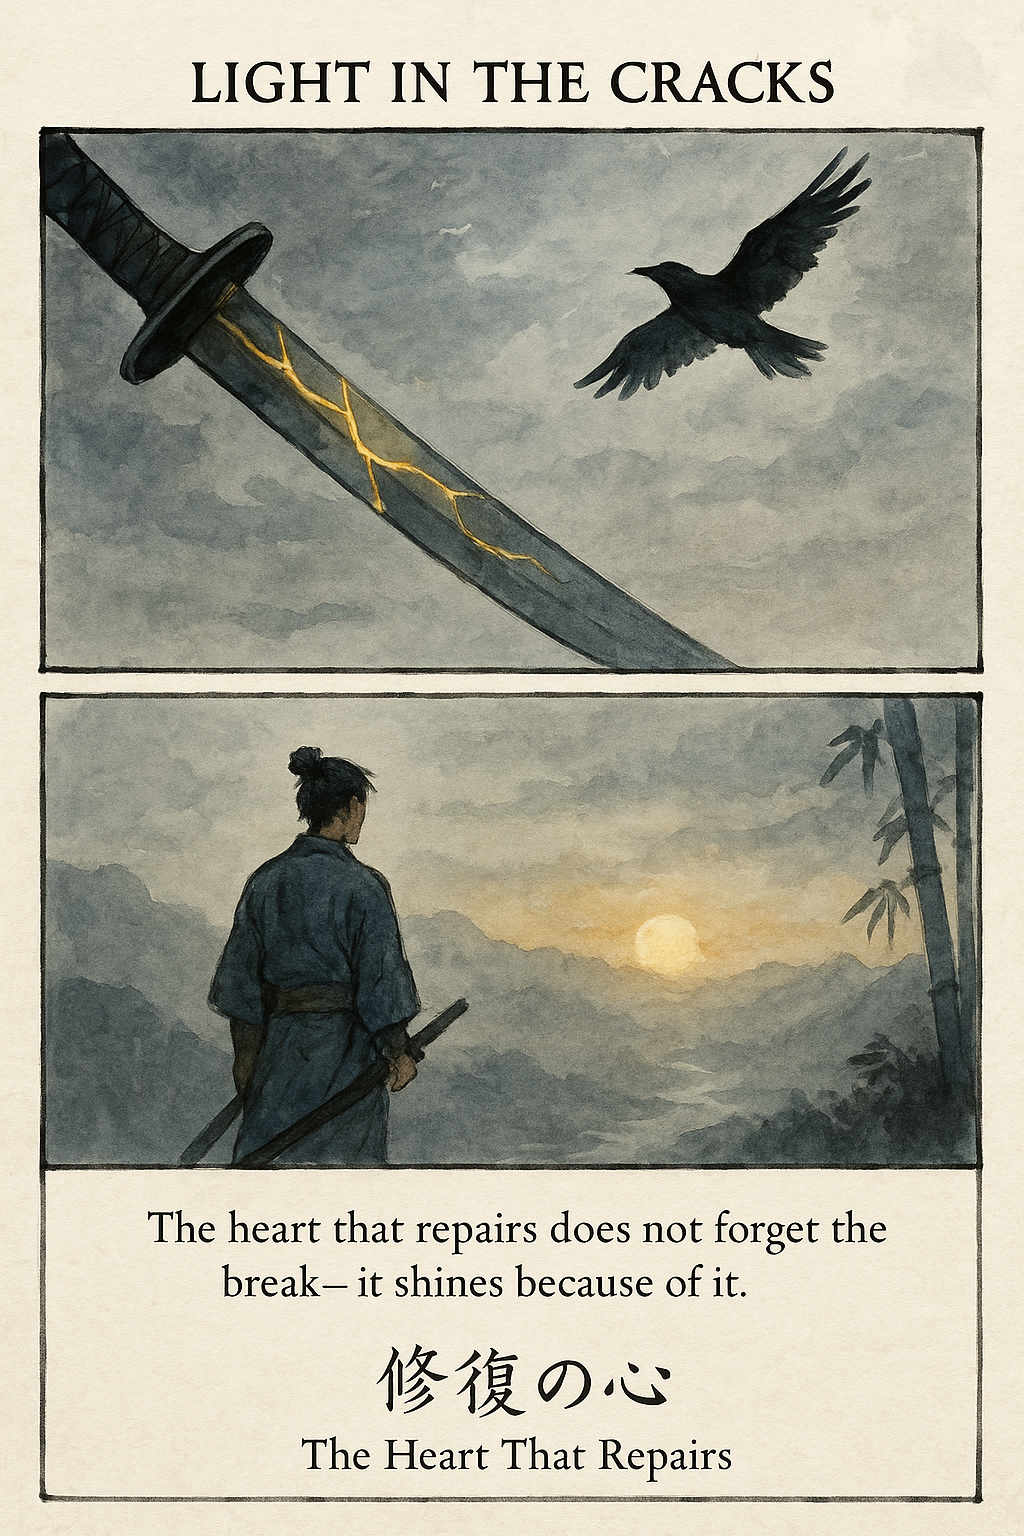 LIGHT IN THE CRACKS
The heart that repairs does not forget the
break—it shines because of it.
修復の心
The Heart That Repairs